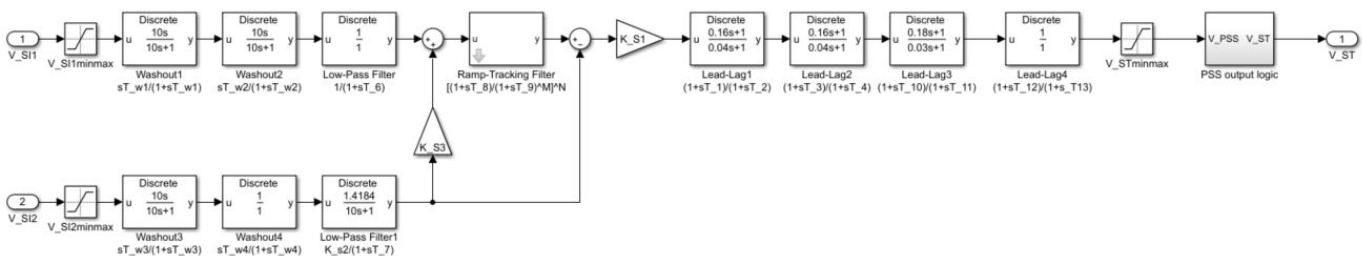 1
V_SI1
V_SI1minmax
Discrete
10s
10s+1
u
y
Washout1
sT_w1/(1+sT_w1)
Discrete
10s
10s+1
u
y
Washout2
sT_w2/(1+sT_w2)
Discrete
1
1
u
y
Low-Pass Filter
1/(1+sT_6)
+
+
u
y
Ramp-Tracking Filter
[(1+sT_8)/(1+sT_9)^M]^N
+
−
K_S1
Discrete
0.16s+1
0.04s+1
u
y
Lead-Lag1
(1+sT_1)/(1+sT_2)
Discrete
0.16s+1
0.04s+1
u
y
Lead-Lag2
(1+sT_3)/(1+sT_4)
Discrete
0.18s+1
0.03s+1
u
y
Lead-Lag3
(1+sT_10)/(1+sT_11)
Discrete
1
1
u
y
Lead-Lag4
(1+sT_12)/(1+s_T13)
V_STminmax
V_PSS
V_ST
PSS output logic
1
V_ST
K_S3
2
V_SI2
V_SI2minmax
Discrete
10s
10s+1
u
y
Washout3
sT_w3/(1+sT_w3)
Discrete
1
1
u
y
Washout4
sT_w4/(1+sT_w4)
Discrete
1.4184
10s+1
u
y
Low-Pass Filter1
K_s2/(1+sT_7)